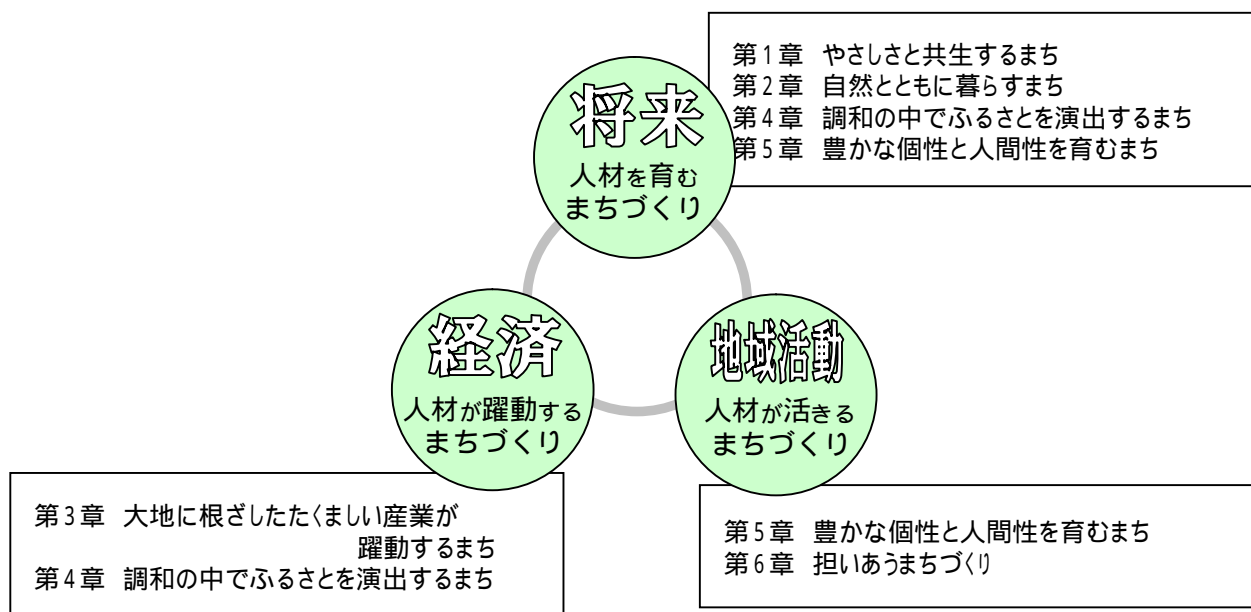 第1章 やさしさと共生するまち
第2章 自然とともに暮らすまち
第4章 調和の中でふるさとを演出するまち
第5章 豊かな個性と人間性を育むまち
将来
人材を育む
まちづくり
経済
人材が躍動する
まちづくり
地域活動
人材が活きる
まちづくり
第3章 大地に根ざしたたくましい産業が
躍動するまち
第4章 調和の中でふるさとを演出するまち
第5章 豊かな個性と人間性を育むまち
第6章 担いあうまちづくり